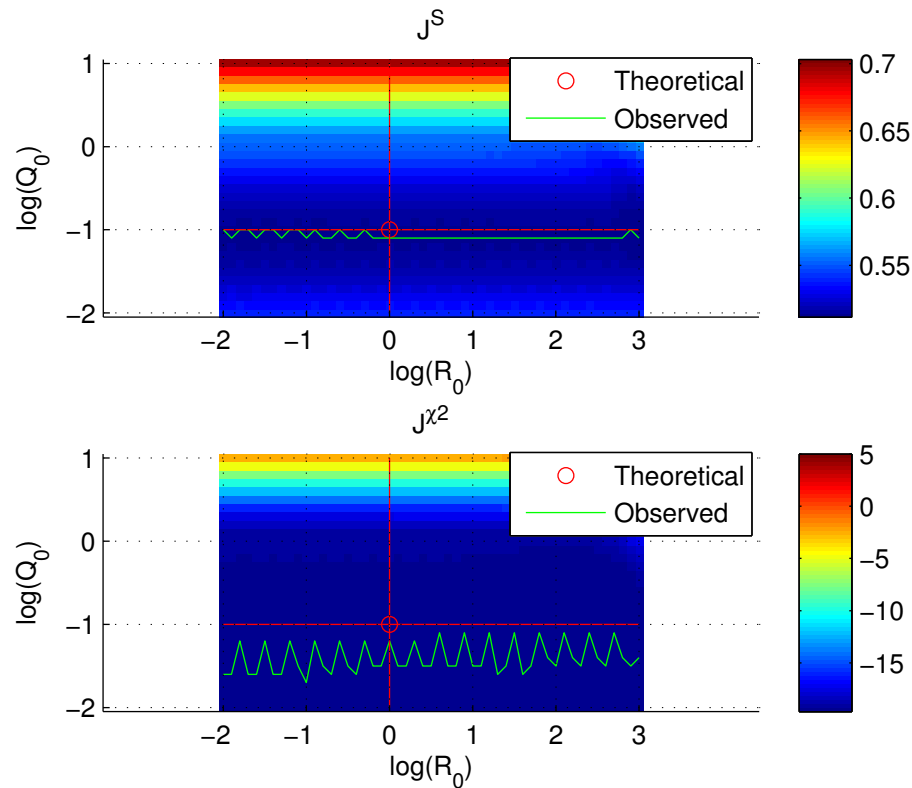 J^S
1
0
−1
−2
log(Q_0)
−2 −1 0 1 2 3
log(R_0)
Theoretical
Observed
0.7
0.65
0.6
0.55
J^χ2
1
0
−1
−2
log(Q_0)
−2 −1 0 1 2 3
log(R_0)
Theoretical
Observed
5
0
−5
−10
−15